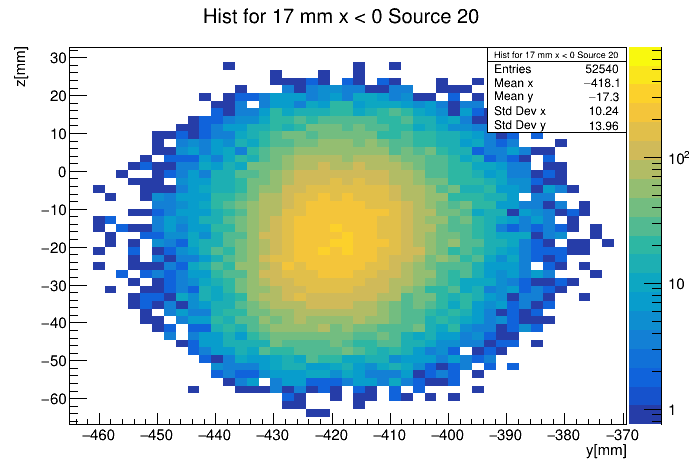 Hist for 17 mm x < 0 Source 20
z[mm]
30
20
10
0
−10
−20
−30
−40
−50
−60
Hist for 17 mm x < 0 Source 20
Entries 52540
Mean x −418.1
Mean y −17.3
Std Dev x 10.24
Std Dev y 13.96
10²
10
1
−460 −450 −440 −430 −420 −410 −400 −390 −380 −370
y[mm]